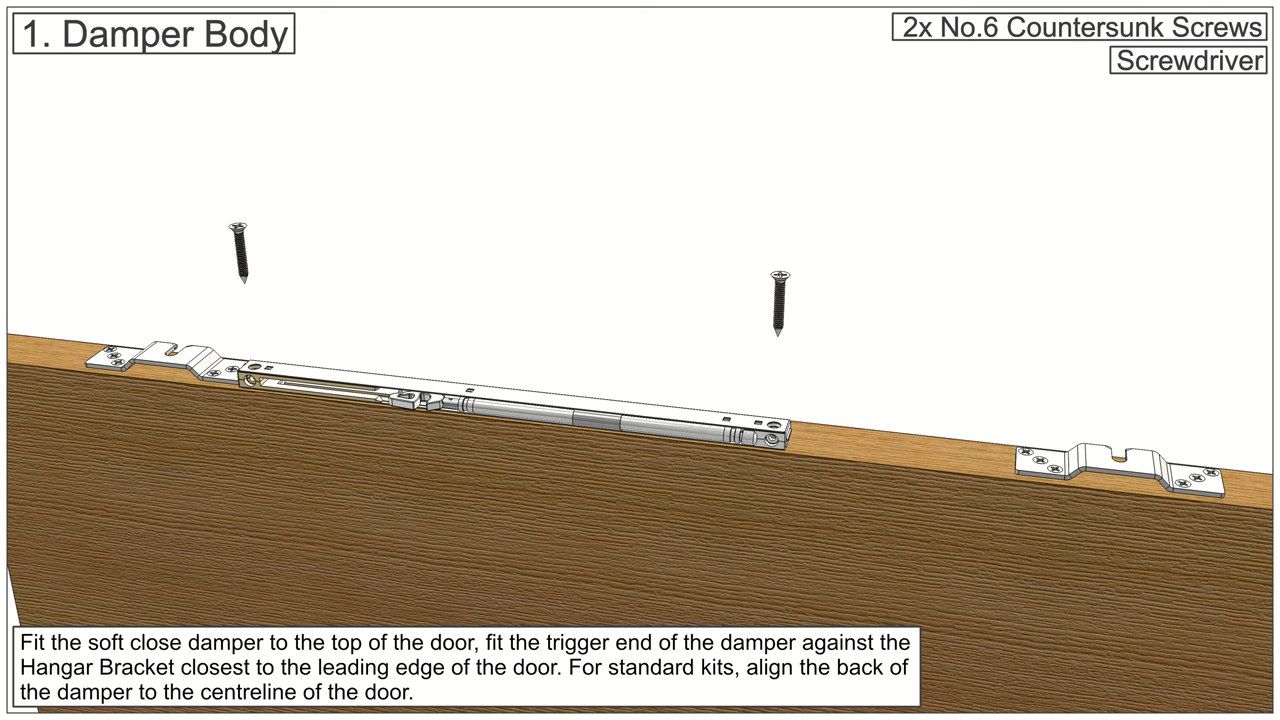 1. Damper Body
2x No.6 Countersunk Screws
Screwdriver
Fit the soft close damper to the top of the door, fit the trigger end of the damper against the
Hangar Bracket closest to the leading edge of the door. For standard kits, align the back of
the damper to the centreline of the door.